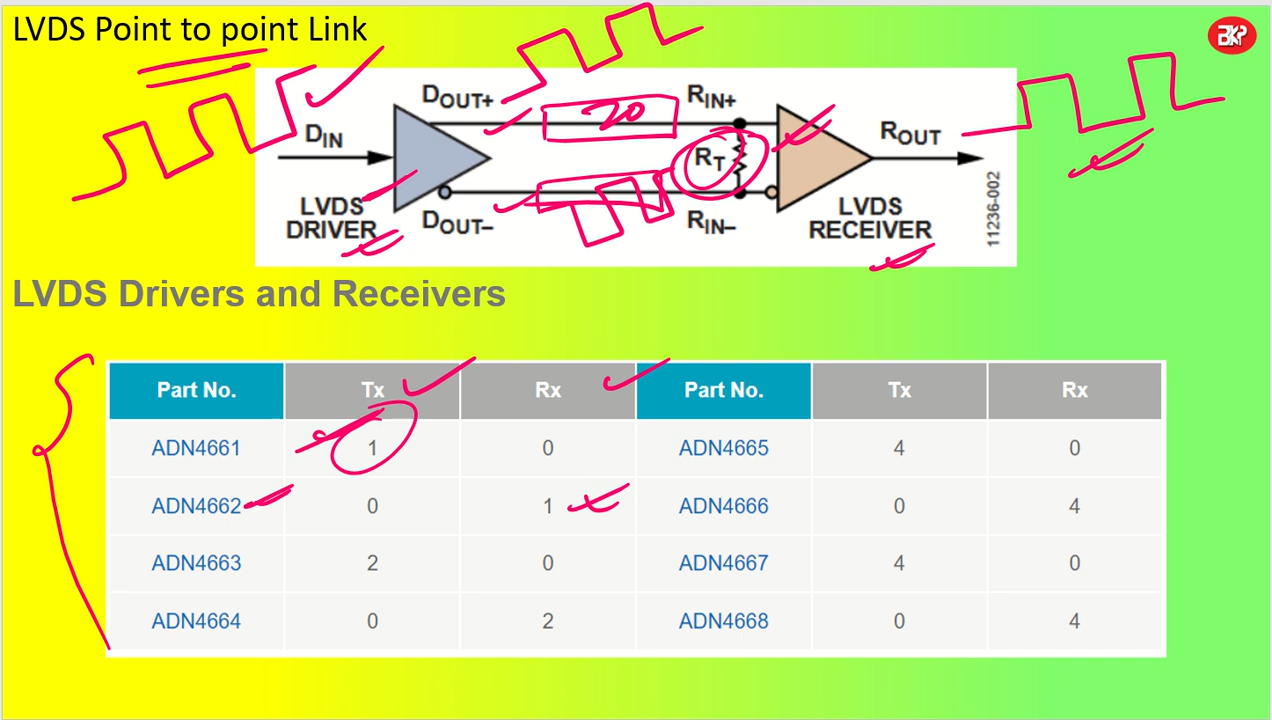 LVDS Point to point Link
BKP
DOUT+
RIN+
DIN
RT
ROUT
LVDS
DRIVER
DOUT–
RIN–
LVDS
RECEIVER
11236-002
LVDS Drivers and Receivers
Part No. Tx Rx Part No. Tx Rx
ADN4661 1 0 ADN4665 4 0
ADN4662 0 1 ADN4666 0 4
ADN4663 2 0 ADN4667 4 0
ADN4664 0 2 ADN4668 0 4